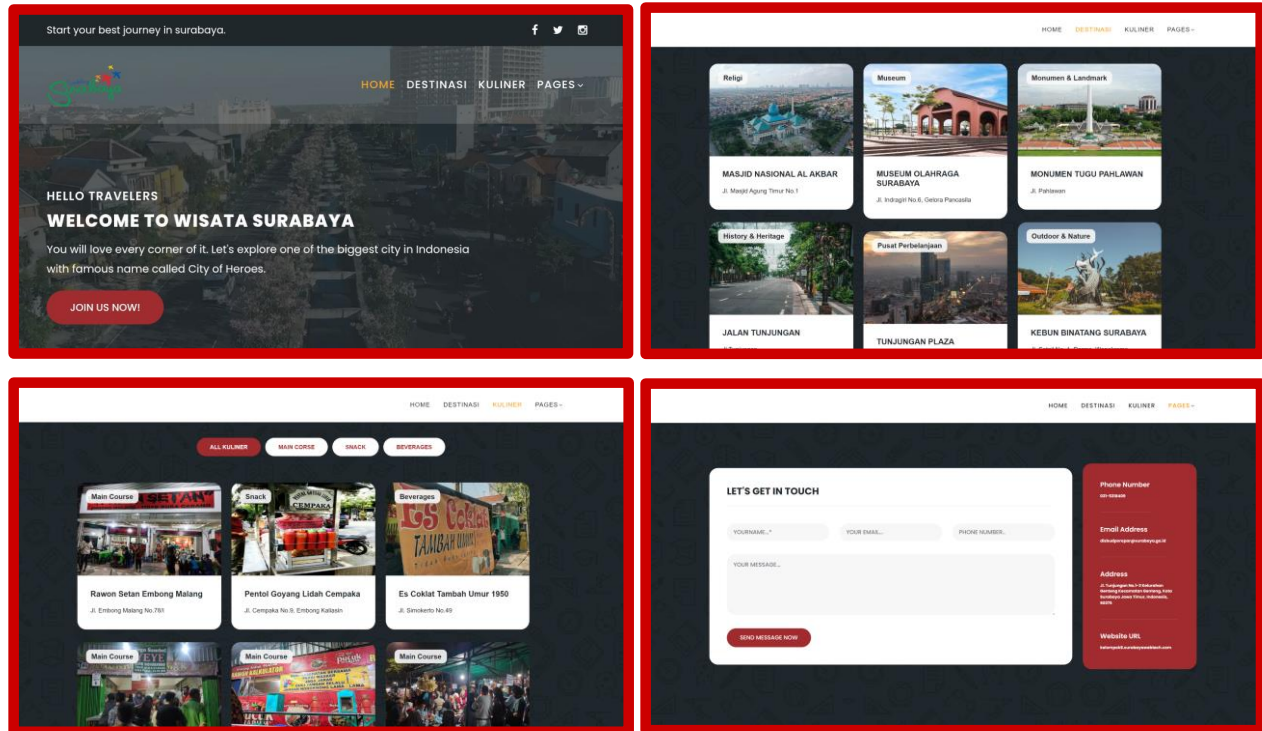 Start your best journey in surabaya.
HOME DESTINASI KULINER PAGES
HELLO TRAVELERS
WELCOME TO WISATA SURABAYA
You will love every corner of it. Let's explore one of the biggest city in Indonesia
with famous name called City of Heroes.
JOIN US NOW!
HOME DESTINASI KULINER PAGES
Religi
MASJID NASIONAL AL AKBAR
Jl. Masjid Agung Timur No.1
Museum
MUSEUM OLAHRAGA
SURABAYA
Jl. Indragiri No.6, Gelora Pancasila
Monumen & Landmark
MONUMEN TUGU PAHLAWAN
Jl. Pahlawan
History & Heritage
JALAN TUNJUNGAN
Pusat Perbelanjaan
TUNJUNGAN PLAZA
Outdoor & Nature
KEBUN BINATANG SURABAYA
HOME DESTINASI KULINER PAGES
ALL KULINER MAIN CORSE SNACK BEVERAGES
Main Course
SETAN
Rawon Setan Embong Malang
Jl. Embong Malang No.78I
Snack
CEMPAKA
Pentol Goyang Lidah Cempaka
Jl. Cempaka No.9, Embong Kaliasin
Beverages
ES Coklat
TAMBAH UMUR
Es Coklat Tambah Umur 1950
Jl. Simokerto No.49
Main Course
Main Course
Main Course
HOME DESTINASI KULINER PAGES
LET'S GET IN TOUCH
YOURNAME...*
YOUR EMAIL...
PHONE NUMBER...
YOUR MESSAGE...
SEND MESSAGE NOW
Phone Number
Email Address
Address
Website URL